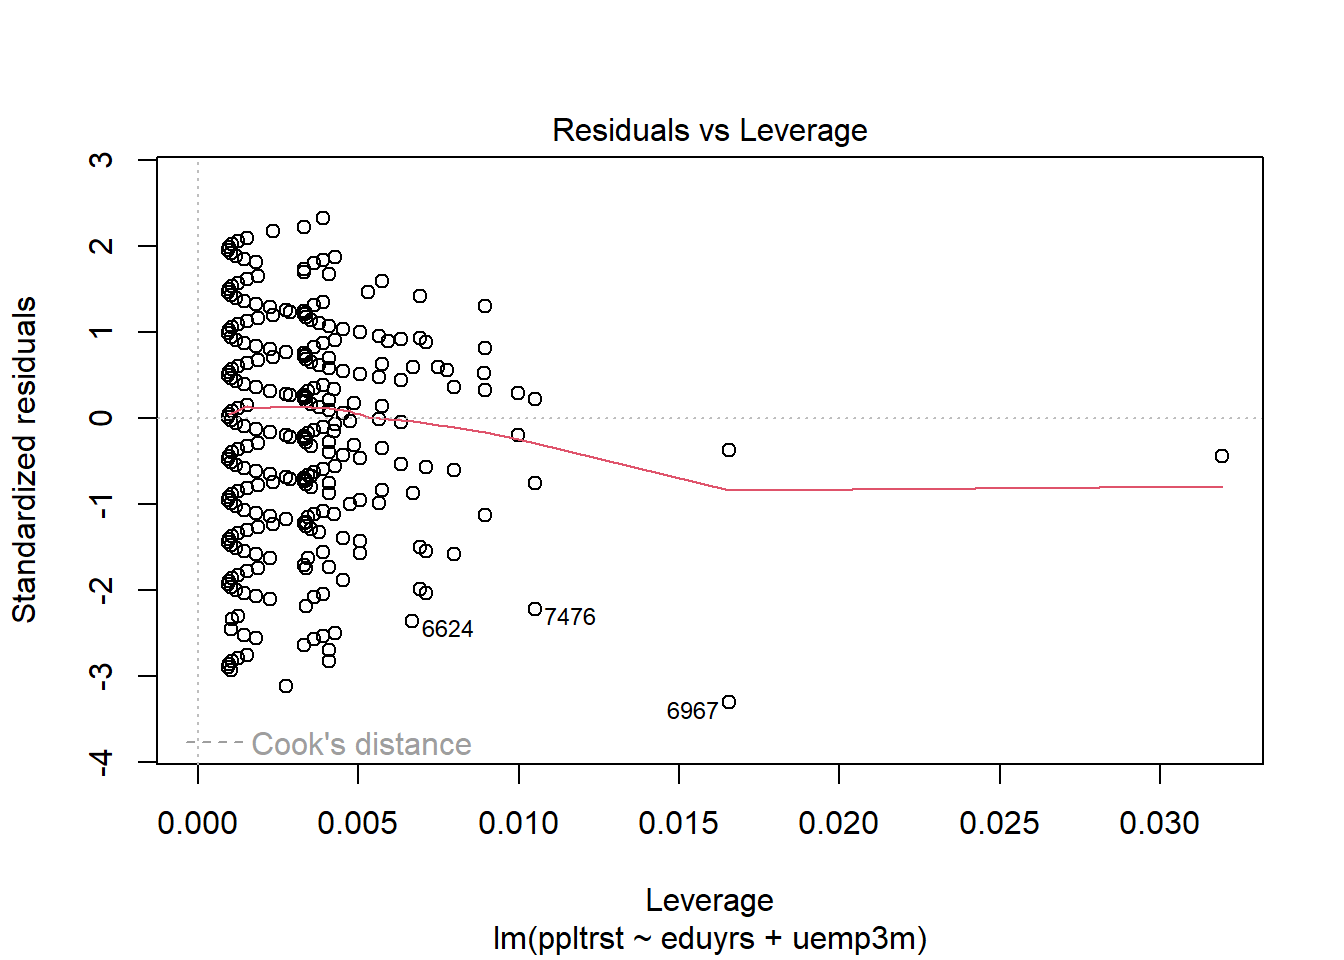 Residuals vs Leverage
Standardized residuals
3
2
1
0
-1
-2
-3
-4
6624
7476
6967
Cook's distance
0.000 0.005 0.010 0.015 0.020 0.025 0.030
Leverage
lm(ppltrst ~ eduyrs + uemp3m)